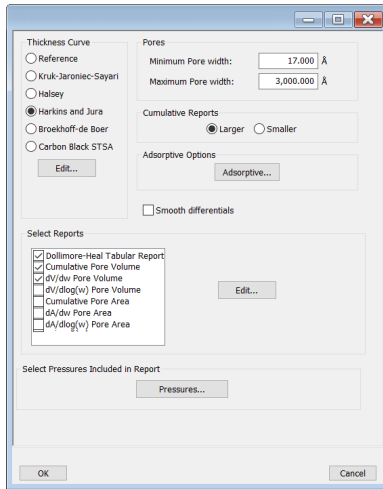 Thickness Curve
Reference
Kruk-Jaroniec-Sayari
Halsey
Harkins and Jura
Broekhoff-de Boer
Carbon Black STSA
Edit...
Pores
Minimum Pore width: 17.000 Å
Maximum Pore width: 3,000.000 Å
Cumulative Reports
Larger Smaller
Adsorptive Options
Adsorptive...
Smooth differentials
Select Reports
Dollimore-Heal Tabular Report
Cumulative Pore Volume
dV/dw Pore Volume
dV/dlog(w) Pore Volume
Cumulative Pore Area
dA/dw Pore Area
dA/dlog(w) Pore Area
Edit...
Select Pressures Included in Report
Pressures...
OK Cancel